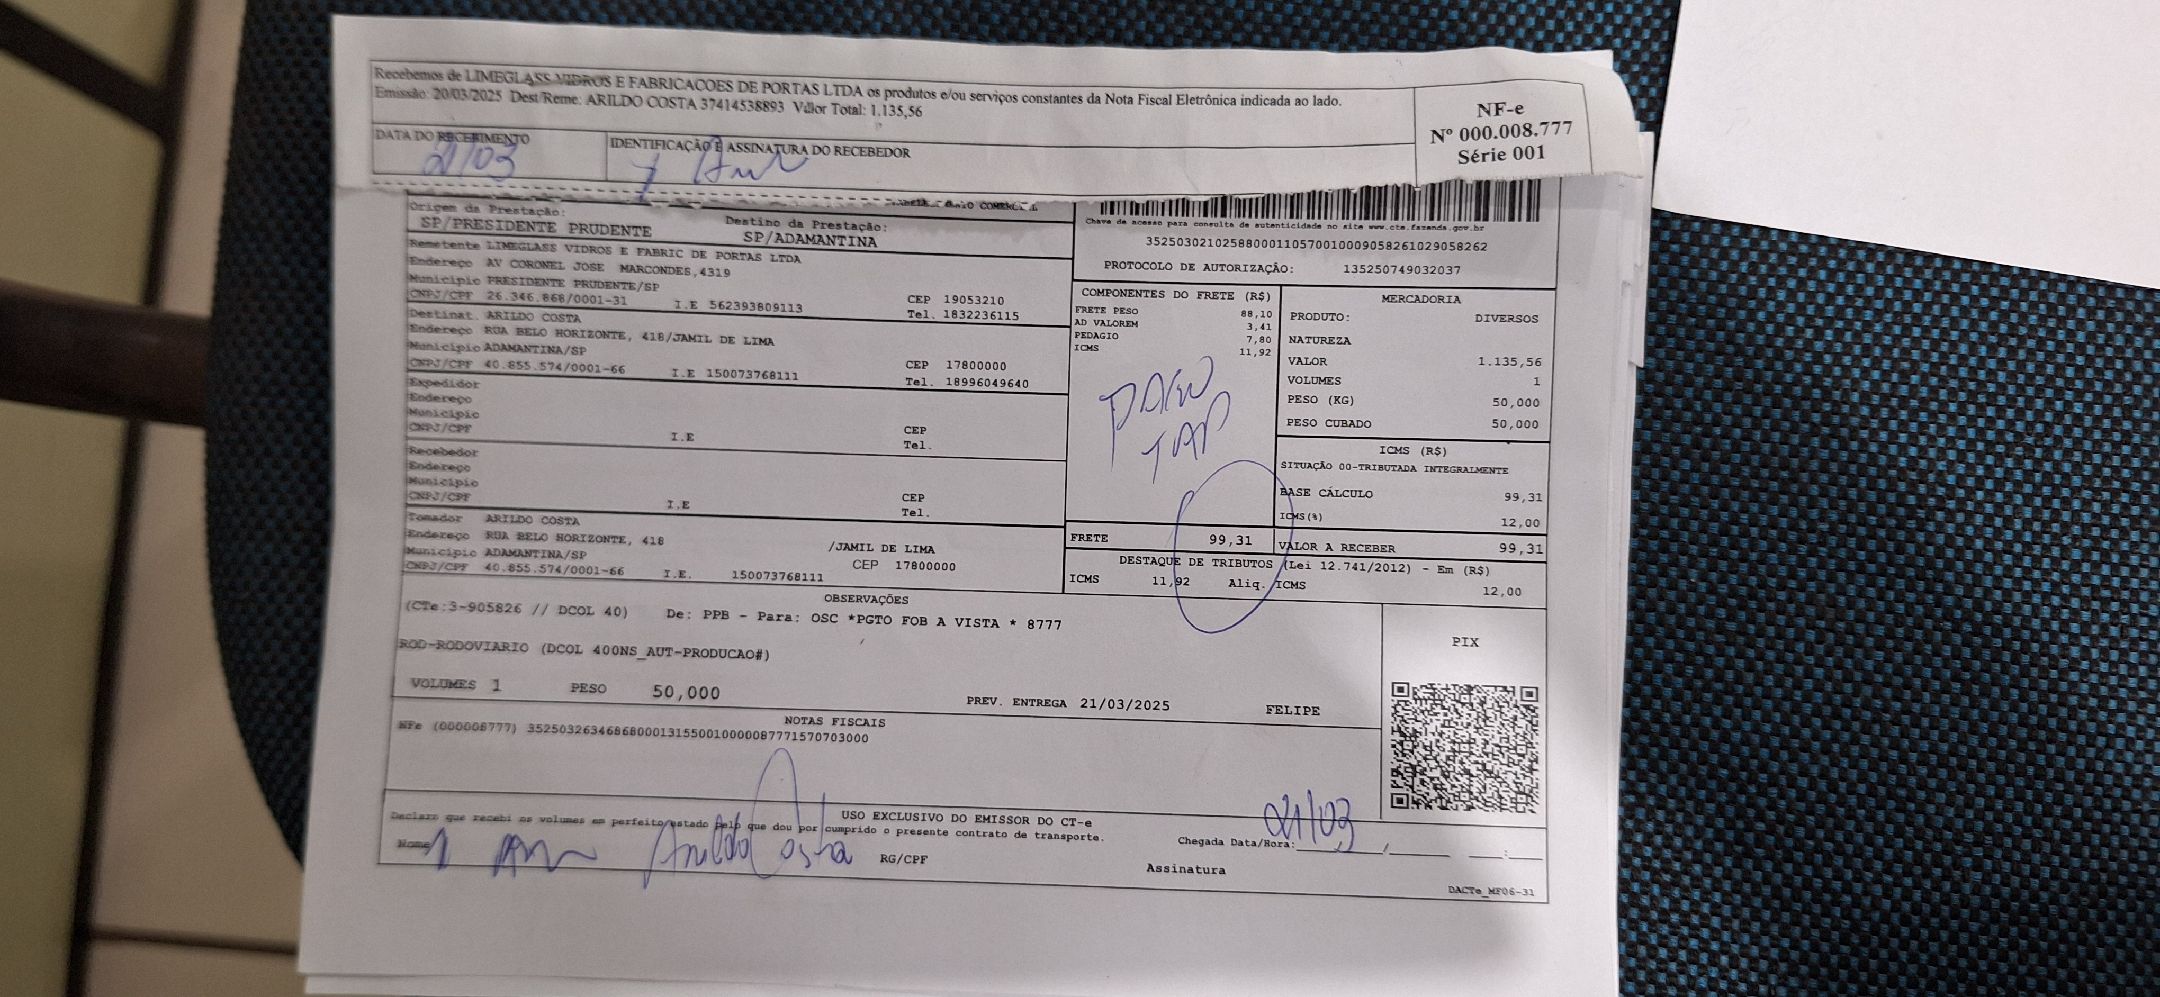 Recebemos de LIMEGLASS VIDROS E FABRICACOES DE PORTAS LTDA os produtos e/ou serviços constantes da Nota Fiscal Eletrônica indicada ao lado.
Emissão: 20/03/2025 Dest/Reme: ARILDO COSTA 37414538893 Valor Total: 1.135,56
NF-e
Nº 000.008.777
Série 001
DATA DO RECEBIMENTO
21/03
IDENTIFICAÇÃO E ASSINATURA DO RECEBEDOR
Origem da Prestação:
SP/PRESIDENTE PRUDENTE
Destino da Prestação:
SP/ADAMANTINA
Remetente LIMEGLASS VIDROS E FABRIC DE PORTAS LTDA
Endereço AV CORONEL JOSE MARCONDES,4319
Município PRESIDENTE PRUDENTE/SP
CNPJ/CPF 26.346.868/0001-31 I.E 562393809113
CEP 19053210
Tel. 1832236115
Destinat. ARILDO COSTA
Endereço RUA BELO HORIZONTE, 418/JAMIL DE LIMA
Município ADAMANTINA/SP
CNPJ/CPF 40.855.574/0001-66 I.E 150073768111
CEP 17800000
Tel. 18996049640
Expedidor
Endereço
Município
CNPJ/CPF I.E
CEP
Tel.
Recebedor
Endereço
Município
CNPJ/CPF I.E
CEP
Tel.
Tomador ARILDO COSTA
Endereço RUA BELO HORIZONTE, 418 /JAMIL DE LIMA
Município ADAMANTINA/SP CEP 17800000
CNPJ/CPF 40.855.574/0001-66 I.E. 150073768111
Chave de acesso para consulta de autenticidade no site www.cte.fazenda.gov.br
35250302102588000110570010009058261029058262
PROTOCOLO DE AUTORIZAÇÃO: 135250749032037
COMPONENTES DO FRETE (R$)
FRETE PESO 88,10
AD VALOREM 3,41
PEDAGIO 7,80
ICMS 11,92
FRETE 99,31
MERCADORIA
PRODUTO: DIVERSOS
NATUREZA
VALOR 1.135,56
VOLUMES 1
PESO (KG) 50,000
PESO CUBADO 50,000
ICMS (R$)
SITUAÇÃO 00-TRIBUTADA INTEGRALMENTE
BASE CÁLCULO 99,31
ICMS(%) 12,00
VALOR A RECEBER 99,31
DESTAQUE DE TRIBUTOS (Lei 12.741/2012) - Em (R$)
ICMS 11,92 Aliq. ICMS 12,00
OBSERVAÇÕES
(CTe:3-905826 // DCOL 40) De: PPB - Para: OSC *PGTO FOB A VISTA * 8777
ROD-RODOVIARIO (DCOL 400NS_AUT-PRODUCAO#)
VOLUMES 1 PESO 50,000 PREV. ENTREGA 21/03/2025 FELIPE
PIX
NOTAS FISCAIS
NFe (000008777) 35250326346868000131550010000087771570703000
USO EXCLUSIVO DO EMISSOR DO CT-e
Declaro que recebi os volumes em perfeito estado pelo que dou por cumprido o presente contrato de transporte.
Nome Arildo Costa RG/CPF
Chegada Data/Hora: 21/03
Assinatura
DACTe_MF06-31